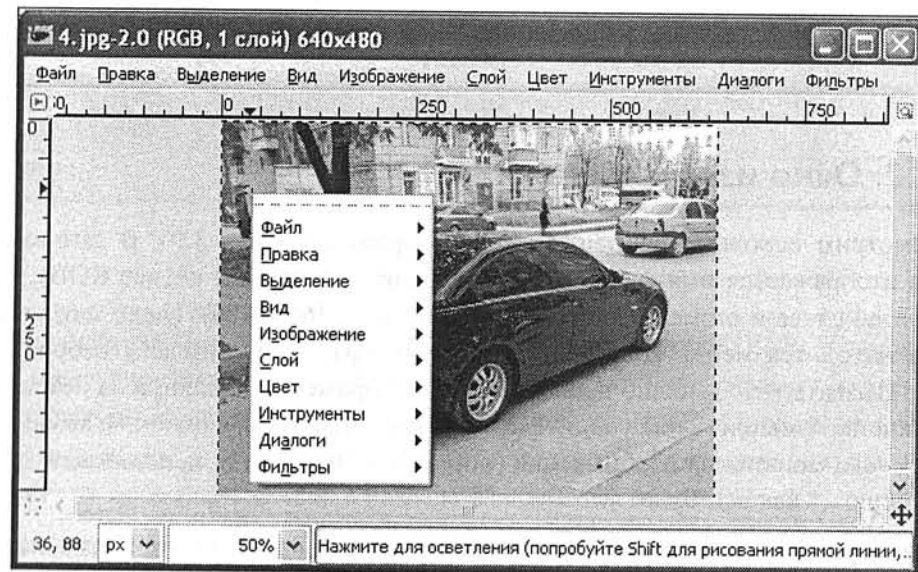 4.jpg-2.0 (RGB, 1 слой) 640x480
Файл Правка Выделение Вид Изображение Слой Цвет Инструменты Диалоги Фильтры
0 250 500 750
0
250
Файл
Правка
Выделение
Вид
Изображение
Слой
Цвет
Инструменты
Диалоги
Фильтры
36, 88 px 50% Нажмите для осветления (попробуйте Shift для рисования прямой линии,...